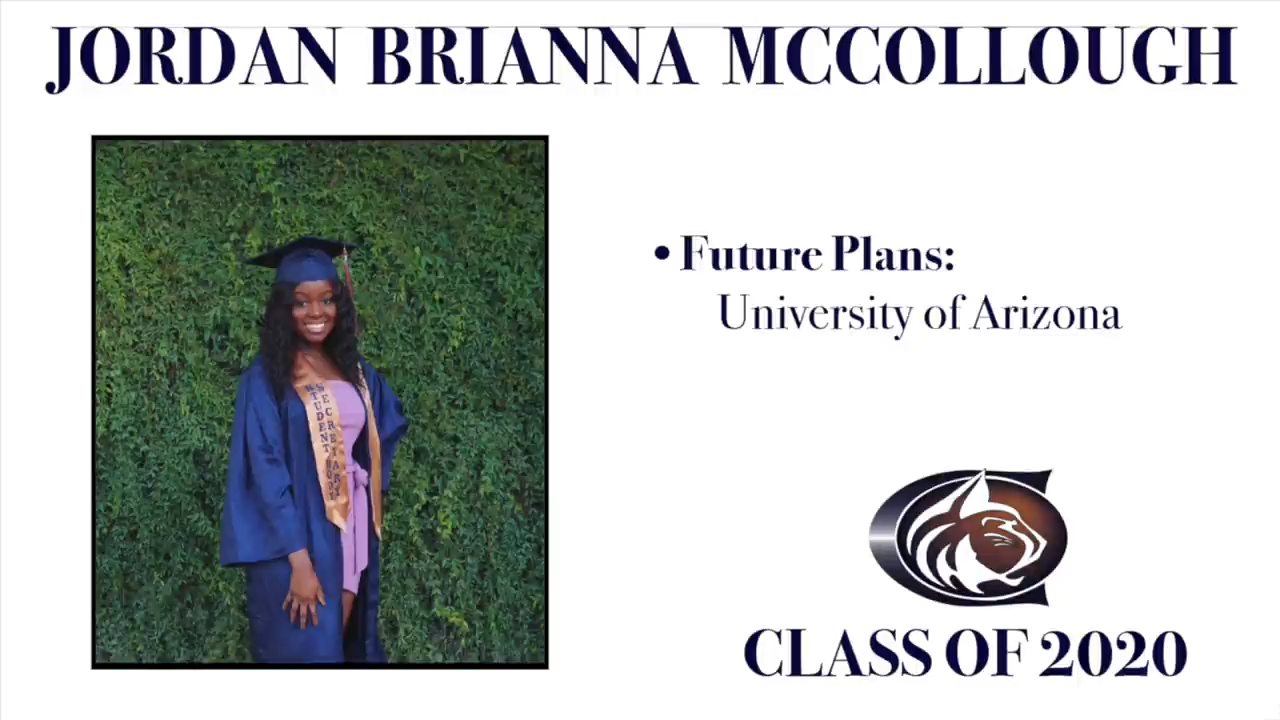 JORDAN BRIANNA MCCOLLOUGH
• Future Plans:
University of Arizona
STUDENT BODY
SECRETARY
CLASS OF 2020